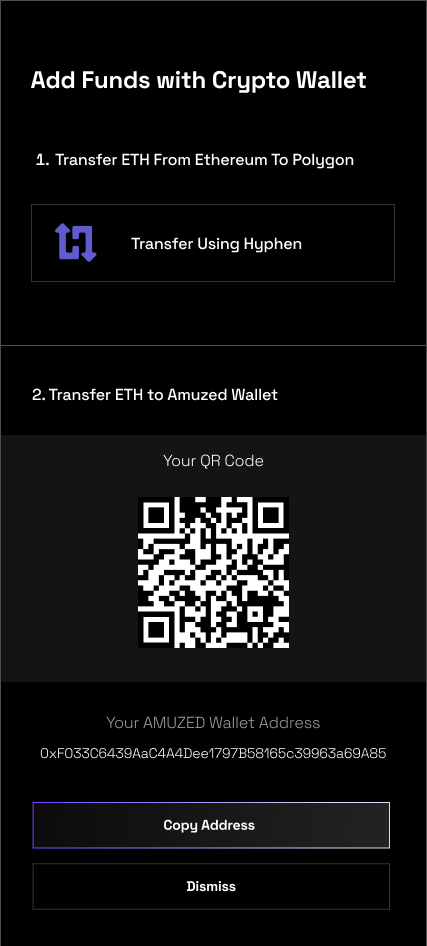 Add Funds with Crypto Wallet
1. Transfer ETH From Ethereum To Polygon
Transfer Using Hyphen
2. Transfer ETH to Amuzed Wallet
Your QR Code
Your AMUZED Wallet Address
0xF033C6439AaC4A4Dee1797B58165c39963a69A85
Copy Address
Dismiss